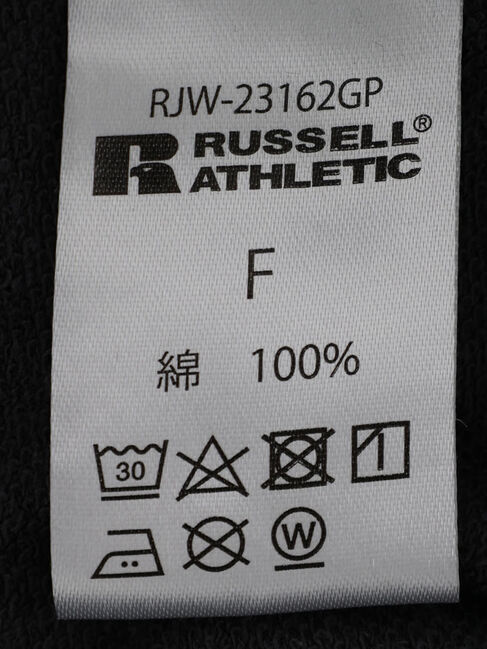 RJW-23162GP
RUSSELL®
ATHLETIC
F
綿 100%
30
W